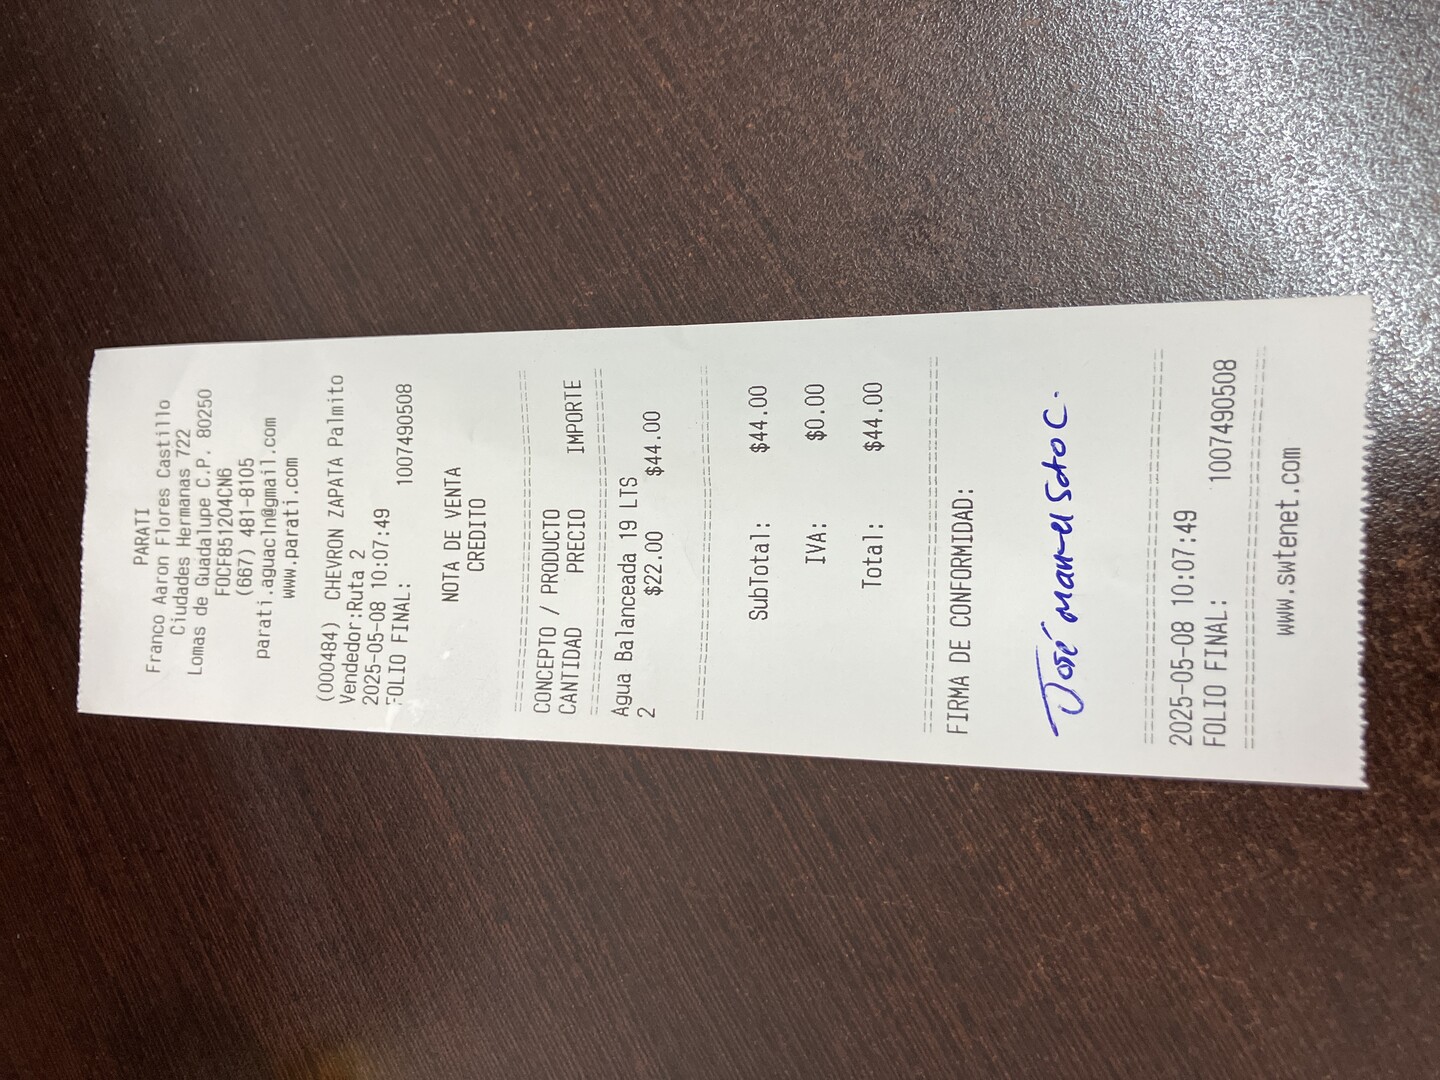 PARATI
Franco Aaron Flores Castillo
Ciudades Hermanas 722
Lomas de Guadalupe C.P. 80250
FOCF851204CN6
(667) 481-8105
parati.aguacln@gmail.com
www.parati.com
(000484) CHEVRON ZAPATA Palmito
Vendedor:Ruta 2
2025-05-08 10:07:49
FOLIO FINAL: 1007490508
NOTA DE VENTA
CREDITO
CONCEPTO / PRODUCTO
CANTIDAD PRECIO IMPORTE
Agua Balanceada 19 LTS
2 $22.00 $44.00
SubTotal: $44.00
IVA: $0.00
Total: $44.00
FIRMA DE CONFORMIDAD:
José Manuel Soto C.
2025-05-08 10:07:49
FOLIO FINAL: 1007490508
www.swtenet.com